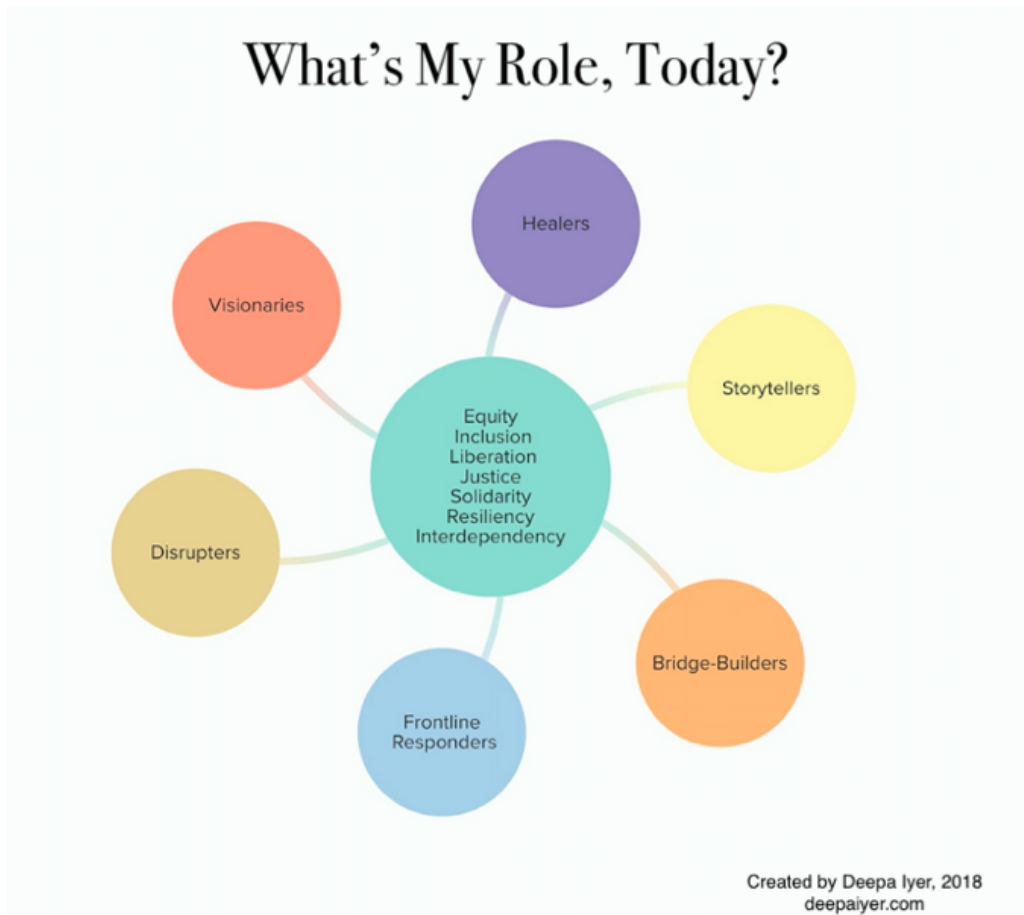 What's My Role, Today?
Healers
Visionaries
Storytellers
Equity
Inclusion
Liberation
Justice
Solidarity
Resiliency
Interdependency
Disrupters
Bridge-Builders
Frontline
Responders
Created by Deepa Iyer, 2018
deepaiyer.com